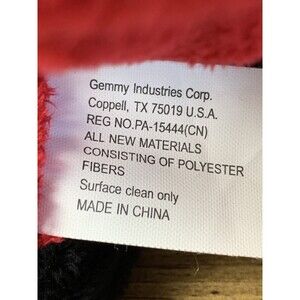 Gemmy Industries Corp.
Coppell, TX 75019 U.S.A.
REG NO.PA-15444(CN)
ALL NEW MATERIALS
CONSISTING OF POLYESTER
FIBERS
Surface clean only
MADE IN CHINA